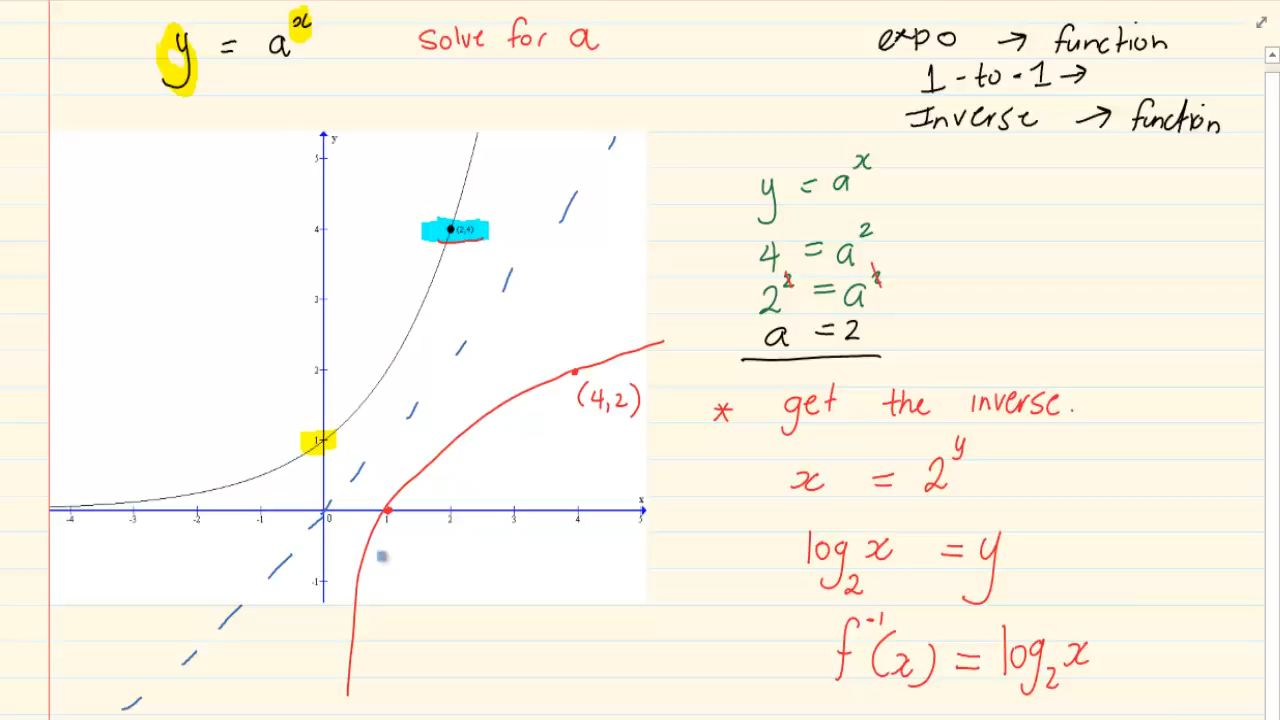 y = a^x
solve for a
expo → function
1-to-1 →
Inverse → function
y
5
4
3
2
1
-1
(2,4)
(4,2)
x
-4 -3 -2 -1 0 1 2 3 4 5
y = a^x
4 = a^2
2^2 = a^2
a = 2
* get the inverse.
x = 2^y
log_2 x = y
f^-1(x) = log_2 x